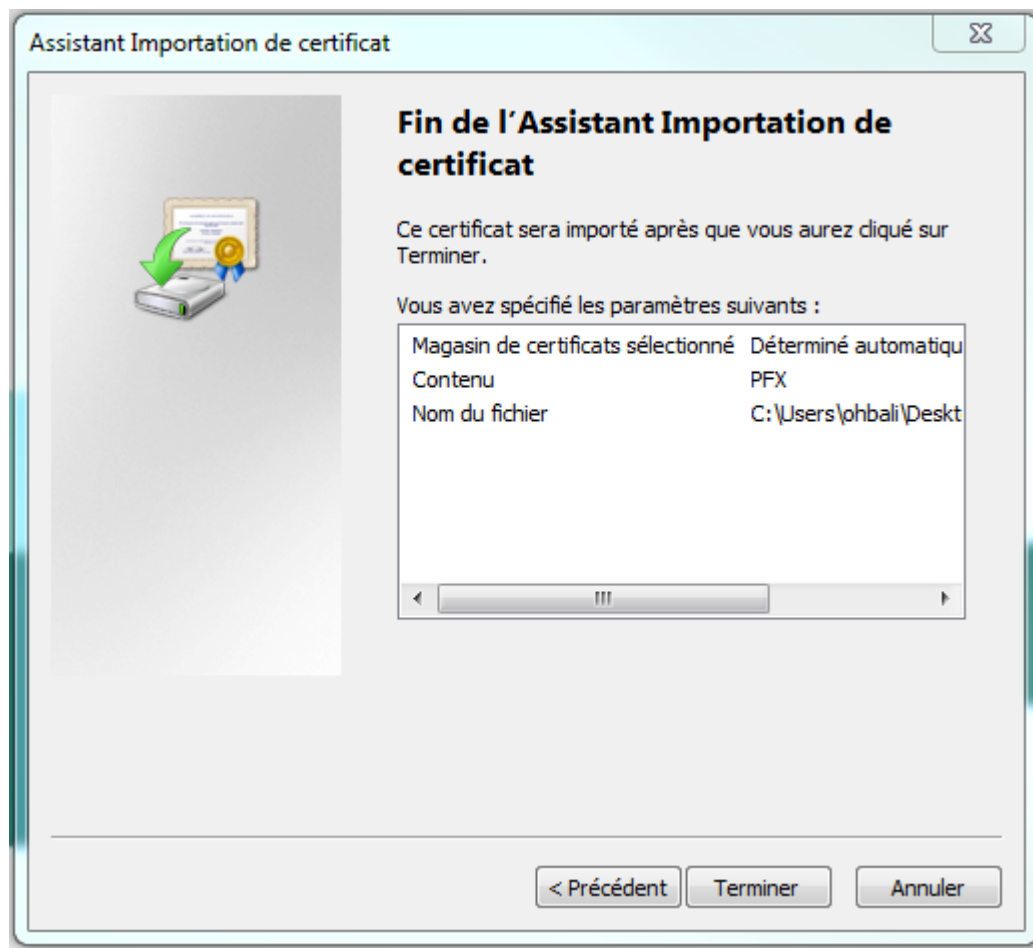 Assistant Importation de certificat
Fin de l'Assistant Importation de
certificat
Ce certificat sera importé après que vous aurez cliqué sur
Terminer.
Vous avez spécifié les paramètres suivants :
Magasin de certificats sélectionné Déterminé automatiqu
Contenu PFX
Nom du fichier C:\Users\ohbali\Deskt
< Précédent Terminer Annuler